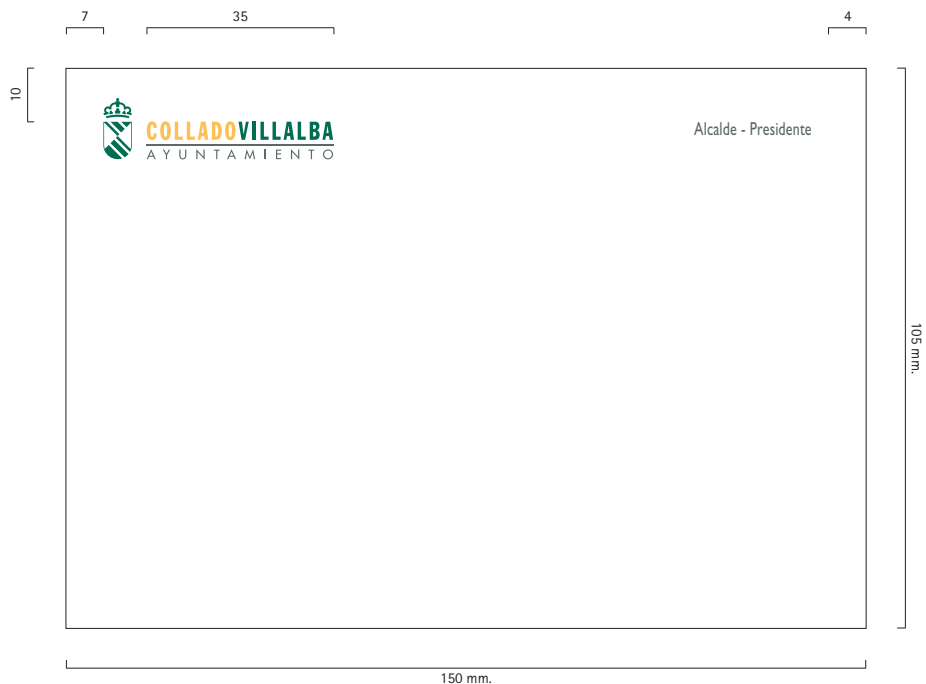 7 35 4
10
COLLADOVILLALBA
AYUNTAMIENTO
Alcalde - Presidente
105 mm.
150 mm.